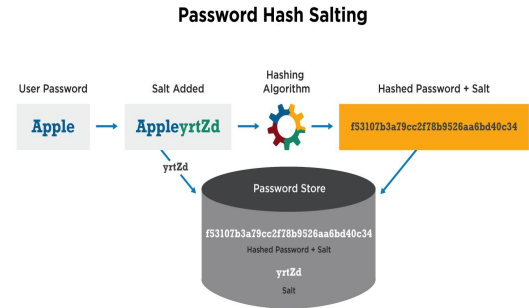 Password Hash Salting
User Password
Salt Added
Hashing
Algorithm
Hashed Password + Salt
Apple
AppleyrtZd
f53107b3a79cc2f78b9526aa6bd40c34
yrtZd
Password Store
f53107b3a79cc2f78b9526aa6bd40c34
Hashed Password + Salt
yrtZd
Salt